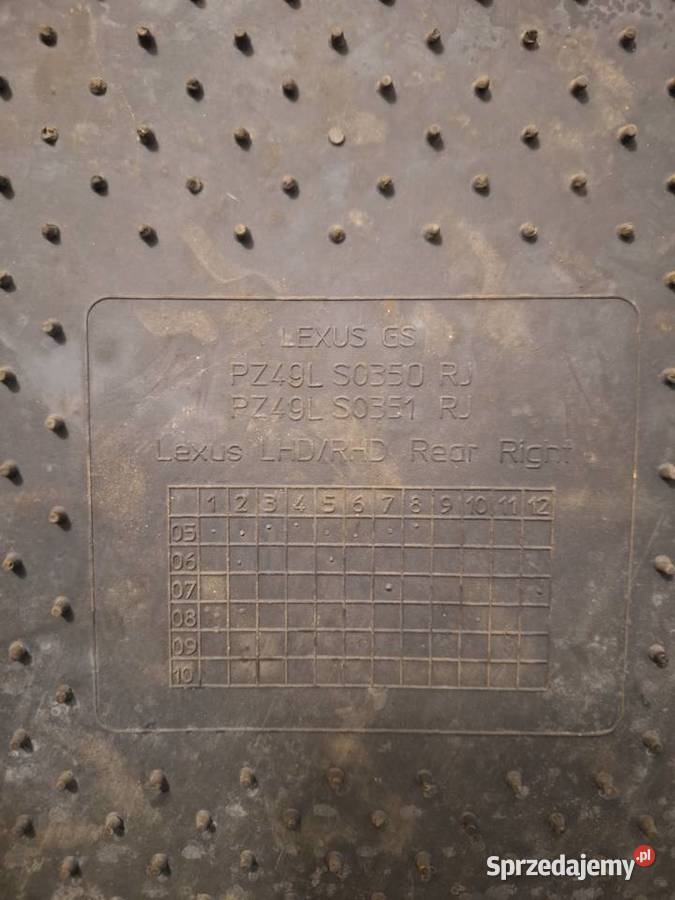 LEXUS GS
PZ49L S0350 RJ
PZ49L S0351 RJ
Lexus LHD/RHD Rear Right
1 2 3 4 5 6 7 8 9 10 11 12
05
06
07
08
09
10
Sprzedajemy.pl